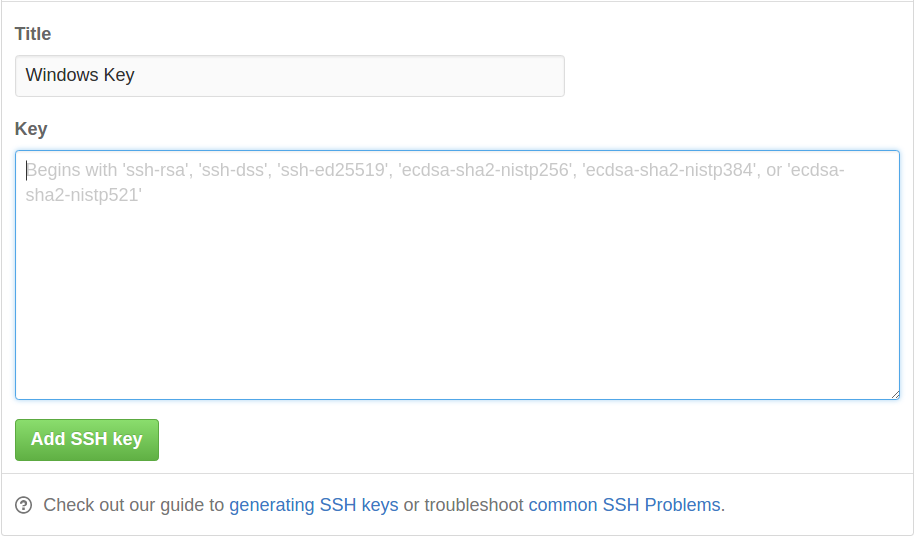 Title
Windows Key
Key
Begins with 'ssh-rsa', 'ssh-dss', 'ssh-ed25519', 'ecdsa-sha2-nistp256', 'ecdsa-sha2-nistp384', or 'ecdsa-
sha2-nistp521'
Add SSH key
Check out our guide to generating SSH keys or troubleshoot common SSH Problems.